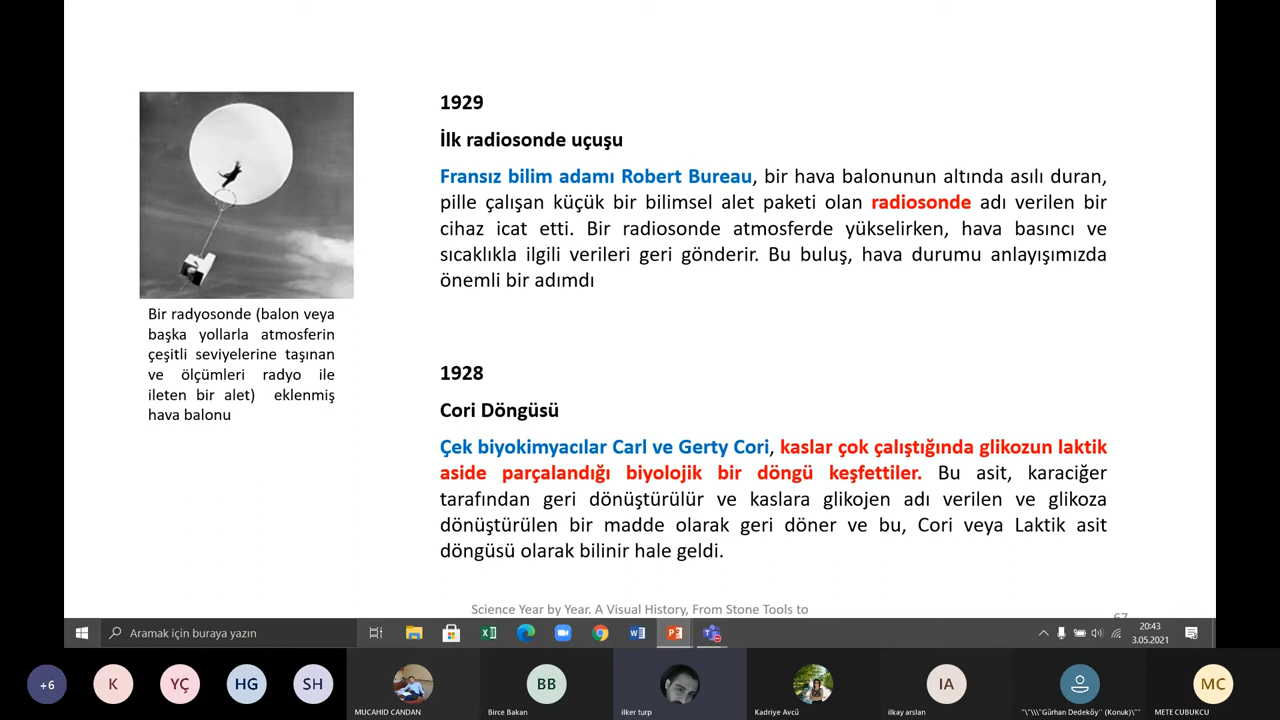 1929
İlk radiosonde uçuşu
Fransız bilim adamı Robert Bureau, bir hava balonunun altında asılı duran,
pille çalışan küçük bir bilimsel alet paketi olan radiosonde adı verilen bir
cihaz icat etti. Bir radiosonde atmosferde yükselirken, hava basıncı ve
sıcaklıkla ilgili verileri geri gönderir. Bu buluş, hava durumu anlayışımızda
önemli bir adımdı
Bir radyosonde (balon veya
başka yollarla atmosferin
çeşitli seviyelerine taşınan
ve ölçümleri radyo ile
ileten bir alet) eklenmiş
hava balonu
1928
Cori Döngüsü
Çek biyokimyacılar Carl ve Gerty Cori, kaslar çok çalıştığında glikozun laktik
aside parçalandığı biyolojik bir döngü keşfettiler. Bu asit, karaciğer
tarafından geri dönüştürülür ve kaslara glikojen adı verilen ve glikoza
dönüştürülen bir madde olarak geri döner ve bu, Cori veya Laktik asit
döngüsü olarak bilinir hale geldi.
Science Year by Year. A Visual History, From Stone Tools to
67
Aramak için buraya yazın
20:43
3.05.2021
+6
K
YÇ
HG
SH
MUCAHID CANDAN
BB
Birce Bakan
ilker turp
Kadriye Avcü
IA
ilkay arslan
"\"\\\"Gürhan Dedeköy" (Konuk)\""
MC
METE CUBUKCU